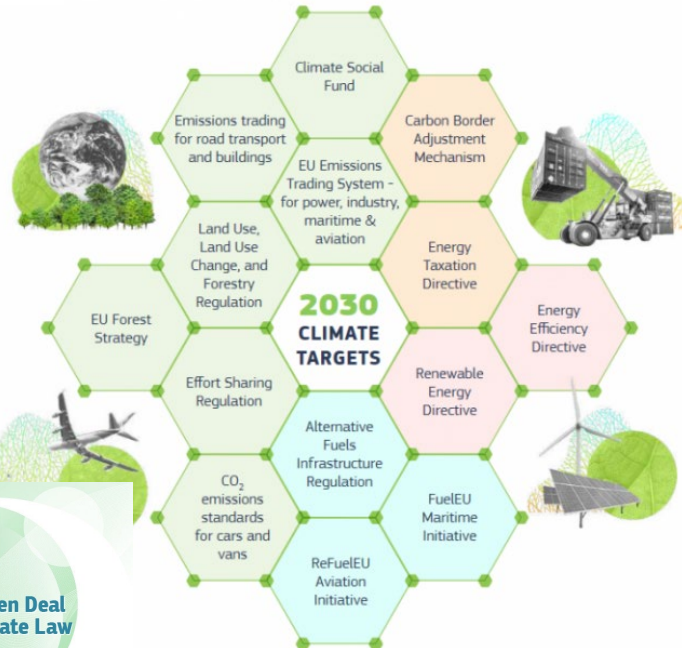 Climate Social
Fund
Emissions trading
for road transport
and buildings
Carbon Border
Adjustment
Mechanism
EU Emissions
Trading System -
for power, industry,
maritime &
aviation
Land Use,
Land Use
Change, and
Forestry
Regulation
Energy
Taxation
Directive
EU Forest
Strategy
2030
CLIMATE
TARGETS
Energy
Efficiency
Directive
Effort Sharing
Regulation
Renewable
Energy
Directive
Alternative
Fuels
Infrastructure
Regulation
CO₂
emissions
standards
for cars and
vans
FuelEU
Maritime
Initiative
ReFuelEU
Aviation
Initiative
Deal
Law